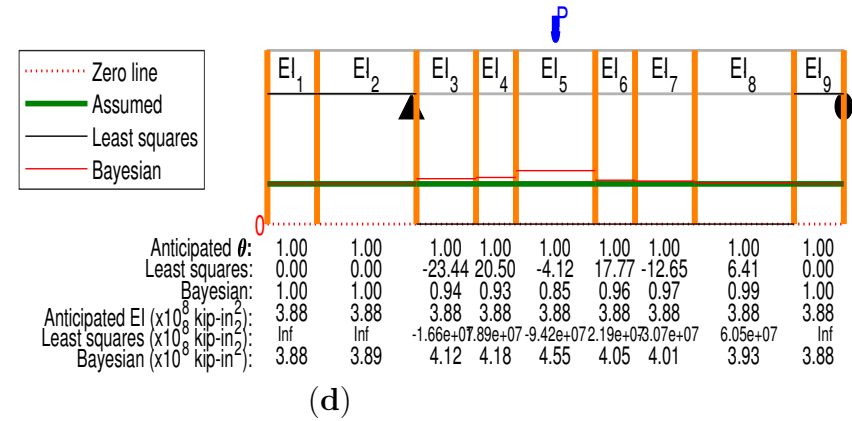 P
Zero line
Assumed
Least squares
Bayesian
EI1 EI2 EI3 EI4 EI5 EI6 EI7 EI8 EI9
0
Anticipated θ: 1.00 1.00 1.00 1.00 1.00 1.00 1.00 1.00 1.00
Least squares: 0.00 0.00 -23.44 20.50 -4.12 17.77 -12.65 6.41 0.00
Bayesian: 1.00 1.00 0.94 0.93 0.85 0.96 0.97 0.99 1.00
Anticipated EI (x10^8 kip-in^2): 3.88 3.88 3.88 3.88 3.88 3.88 3.88 3.88 3.88
Least squares (x10^8 kip-in^2): Inf Inf -1.66e+07 1.89e+07 -9.42e+07 2.19e+07 -3.07e+07 6.05e+07 Inf
Bayesian (x10^8 kip-in^2): 3.88 3.89 4.12 4.18 4.55 4.05 4.01 3.93 3.88
(d)